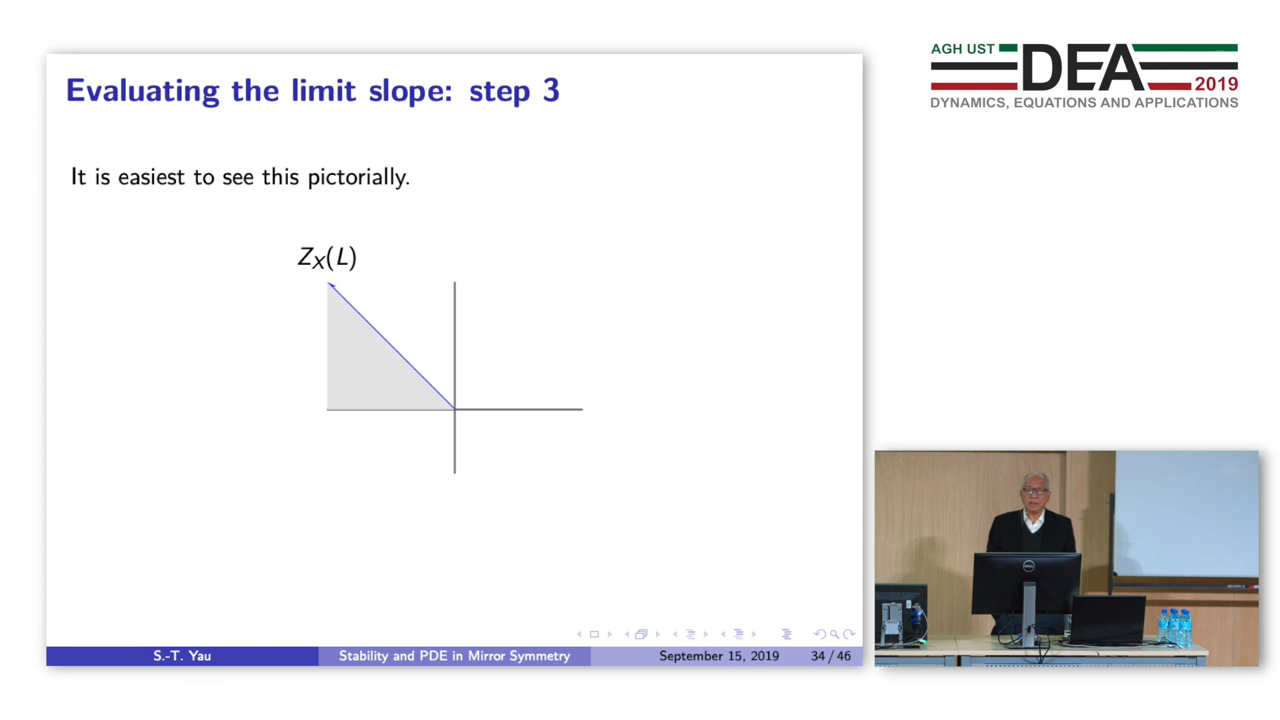 AGH UST
DEA
2019
DYNAMICS, EQUATIONS AND APPLICATIONS
Evaluating the limit slope: step 3
It is easiest to see this pictorially.
Z_X(L)
S.-T. Yau
Stability and PDE in Mirror Symmetry
September 15, 2019
34 / 46
DELL